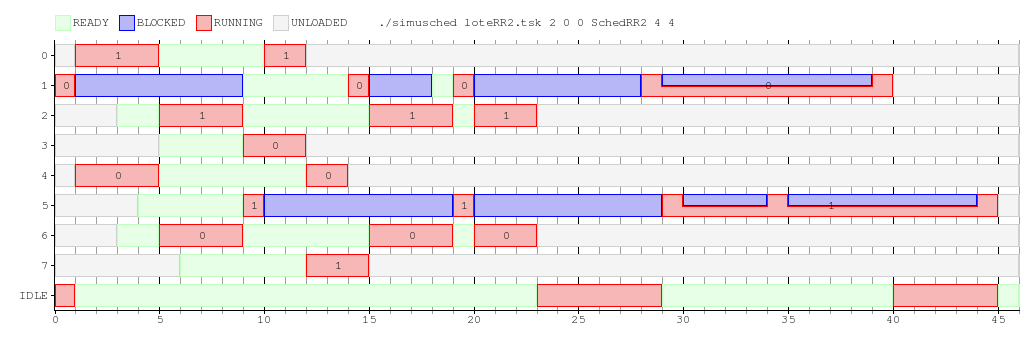 READY BLOCKED RUNNING UNLOADED ./simusched loteRR2.tsk 2 0 0 SchedRR2 4 4
0 1 1
1 0 0 0 0
2 1 1 1
3 0
4 0 0
5 1 1 1
6 0 0 0
7 1
IDLE
0 5 10 15 20 25 30 35 40 45